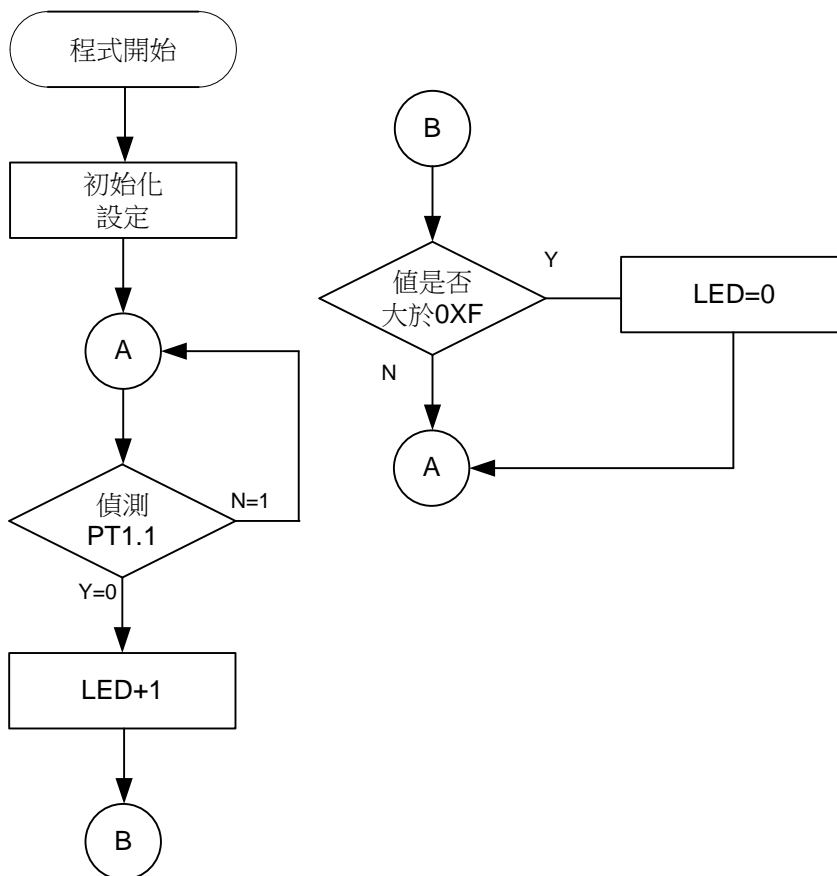 程式開始
初始化
設定
A
偵測
PT1.1
N=1
Y=0
LED+1
B
B
值是否
大於0XF
Y
LED=0
N
A